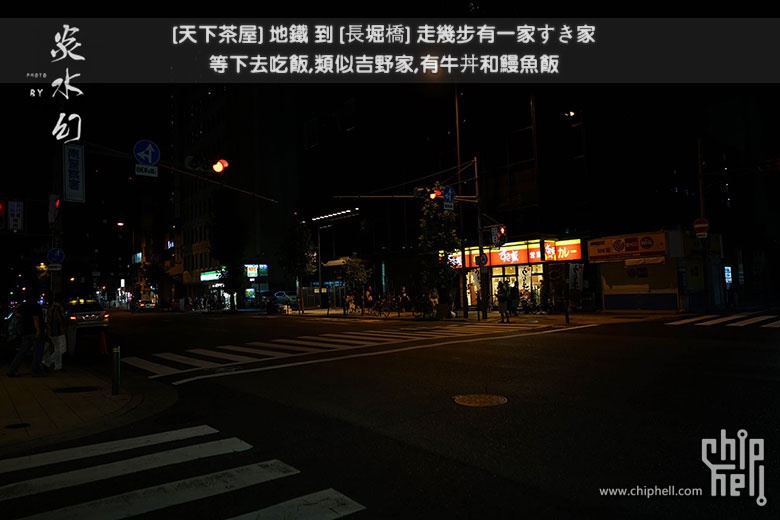 [天下茶屋] 地鐵 到 [長堀橋] 走幾步有一家すき家
等下去吃飯,類似吉野家,有牛丼和鰻魚飯
炎水幻
PHOTO
BY
すき家
カレー
chip
hell
www.chiphell.com